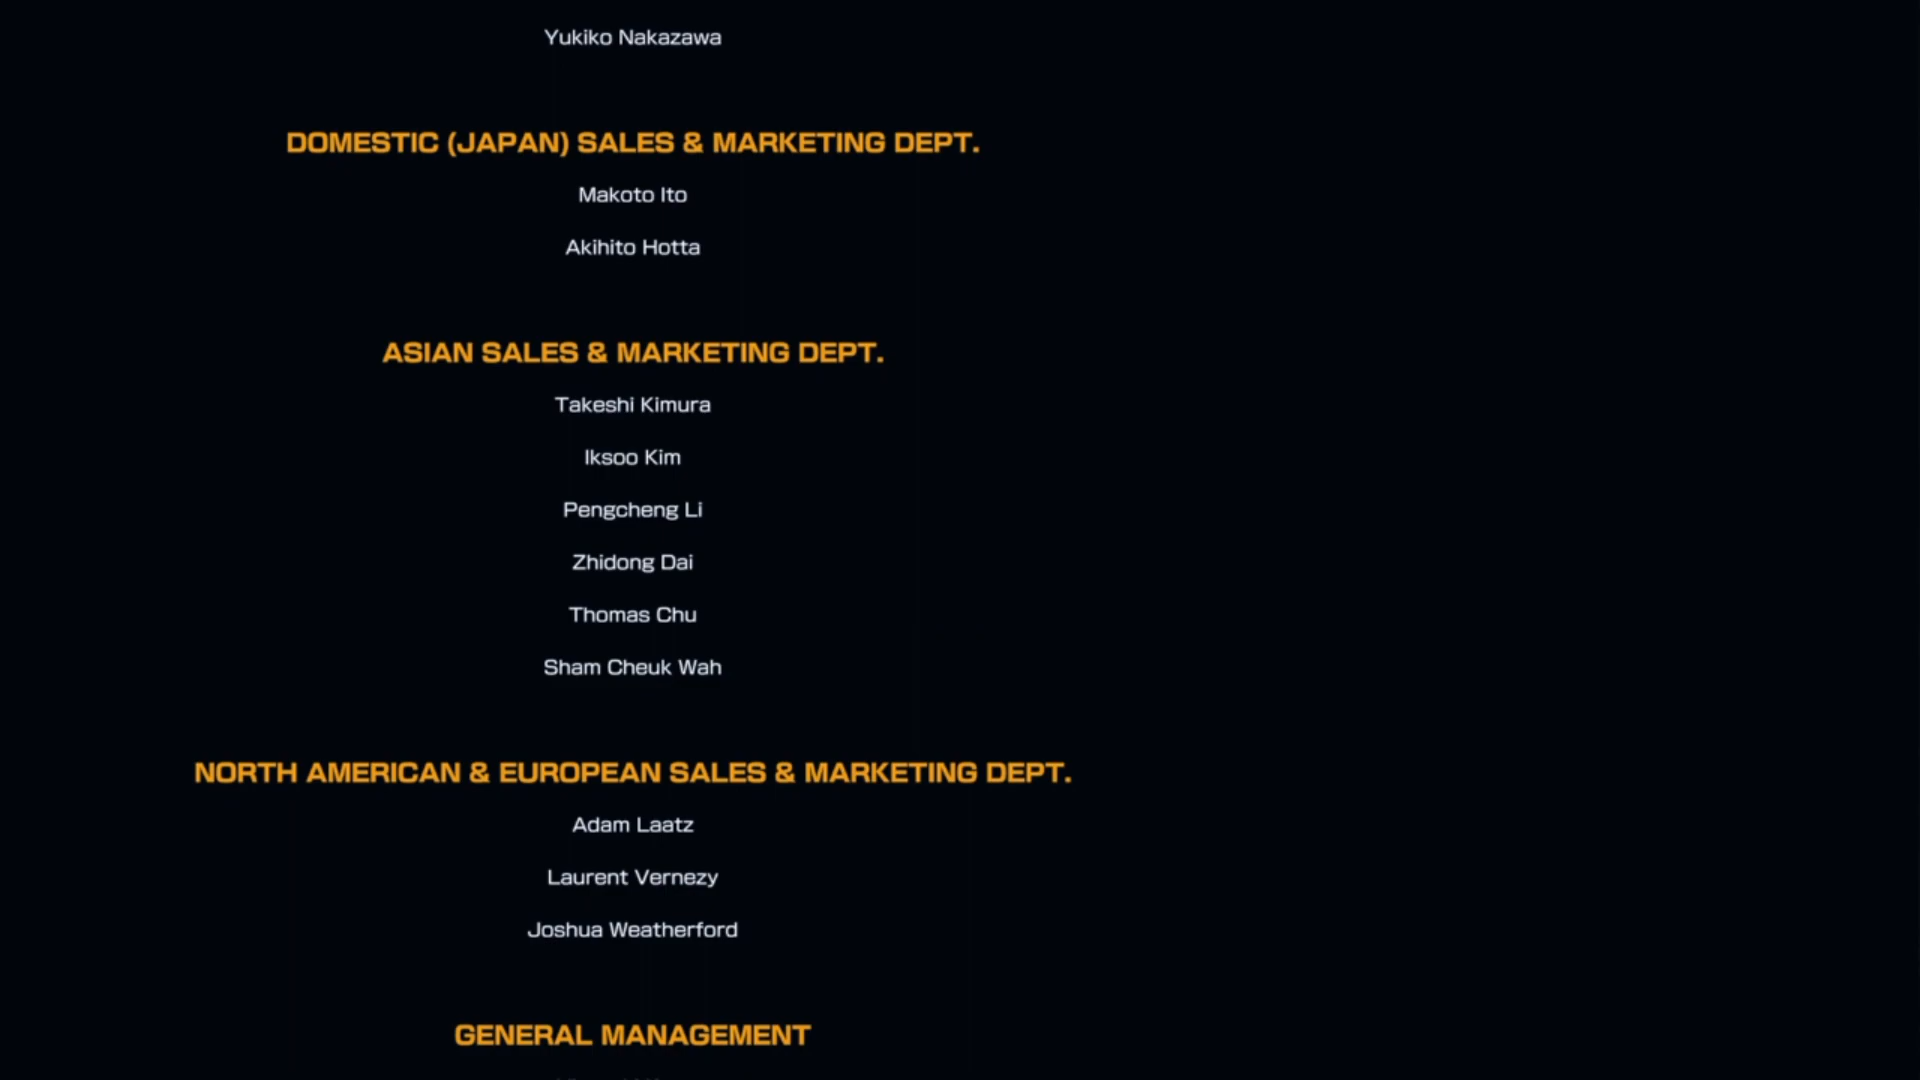 Yukiko Nakazawa
DOMESTIC (JAPAN) SALES & MARKETING DEPT.
Makoto Ito
Akihito Hotta
ASIAN SALES & MARKETING DEPT.
Takeshi Kimura
Iksoo Kim
Pengcheng Li
Zhidong Dai
Thomas Chu
Sham Cheuk Wah
NORTH AMERICAN & EUROPEAN SALES & MARKETING DEPT.
Adam Laatz
Laurent Vernezy
Joshua Weatherford
GENERAL MANAGEMENT